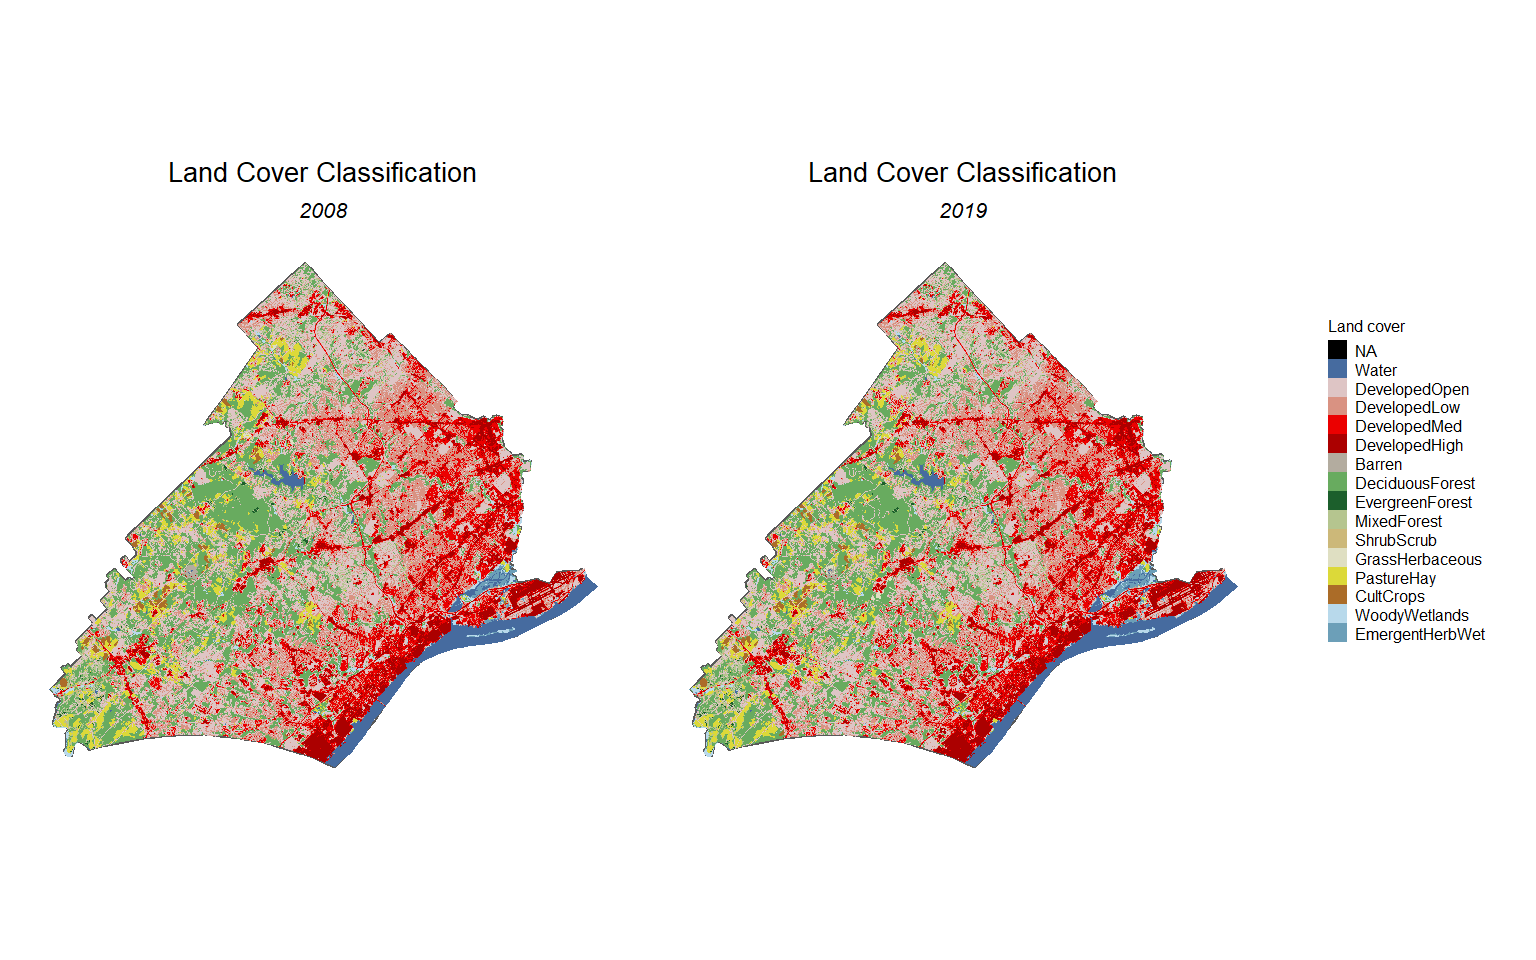 Land Cover Classification
2008
Land Cover Classification
2019
Land cover
NA
Water
DevelopedOpen
DevelopedLow
DevelopedMed
DevelopedHigh
Barren
DeciduousForest
EvergreenForest
MixedForest
ShrubScrub
GrassHerbaceous
PastureHay
CultCrops
WoodyWetlands
EmergentHerbWet